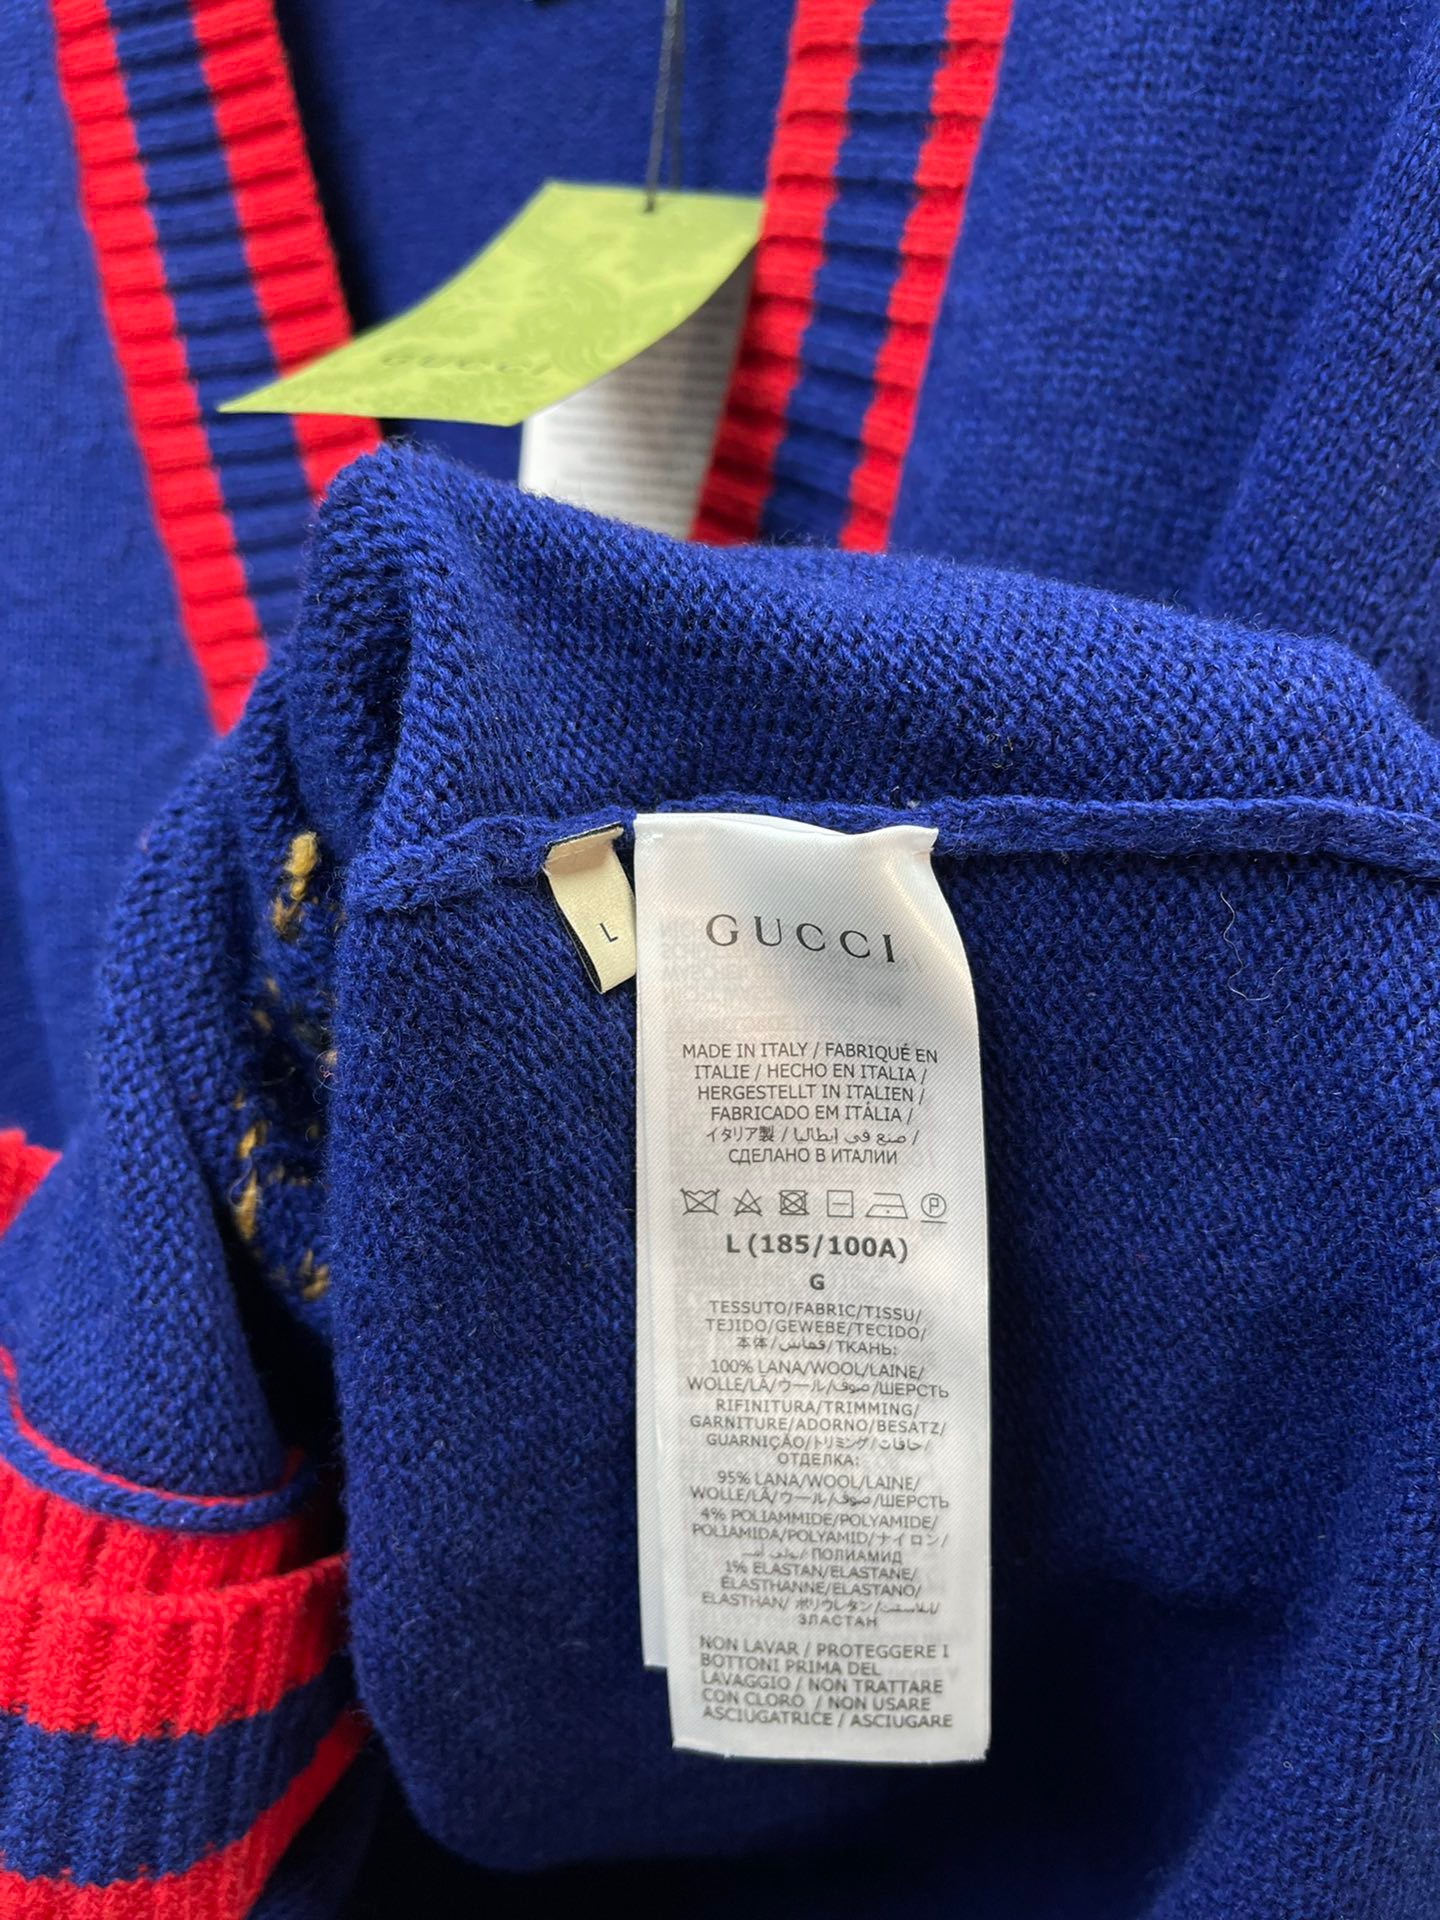 GUCCI
L
GUCCI
MADE IN ITALY / FABRIQUÉ EN
ITALIE / HECHO EN ITALIA /
HERGESTELLT IN ITALIEN /
FABRICADO EM ITÁLIA /
イタリア製 / صنع في إيطاليا /
СДЕЛАНО В ИТАЛИИ
P
L (185/100A)
G
TESSUTO/FABRIC/TISSU/
TEJIDO/GEWEBE/TECIDO/
本体/قماش/ТКАНЬ:
100% LANA/WOOL/LAINE/
WOLLE/LÃ/ウール/صوف/ШЕРСТЬ
RIFINITURA/TRIMMING/
GARNITURE/ADORNO/BESATZ/
GUARNIÇÃO/トリミング/حافات/
ОТДЕЛКА:
95% LANA/WOOL/LAINE/
WOLLE/LÃ/ウール/صوف/ШЕРСТЬ
4% POLIAMMIDE/POLYAMIDE/
POLIAMIDA/POLYAMID/ナイロン/
ПОЛИАМИД
1% ELASTAN/ELASTANE/
ÉLASTHANNE/ELASTANO/
ELASTHAN/ポリウレタン/
ЭЛАСТАН
NON LAVAR / PROTEGGERE I
BOTTONI PRIMA DEL
LAVAGGIO / NON TRATTARE
CON CLORO / NON USARE
ASCIUGATRICE / ASCIUGARE